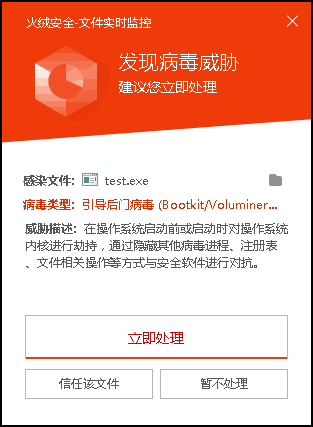 火绒安全-文件实时监控
发现病毒威胁
建议您立即处理
感染文件: test.exe
病毒类型: 引导后门病毒 (Bootkit/Voluminer...
威胁描述: 在操作系统启动前或启动时对操作系统
内核进行劫持，通过隐藏其他病毒进程、注册表
、文件相关操作等方式与安全软件进行对抗。
立即处理
信任该文件
暂不处理